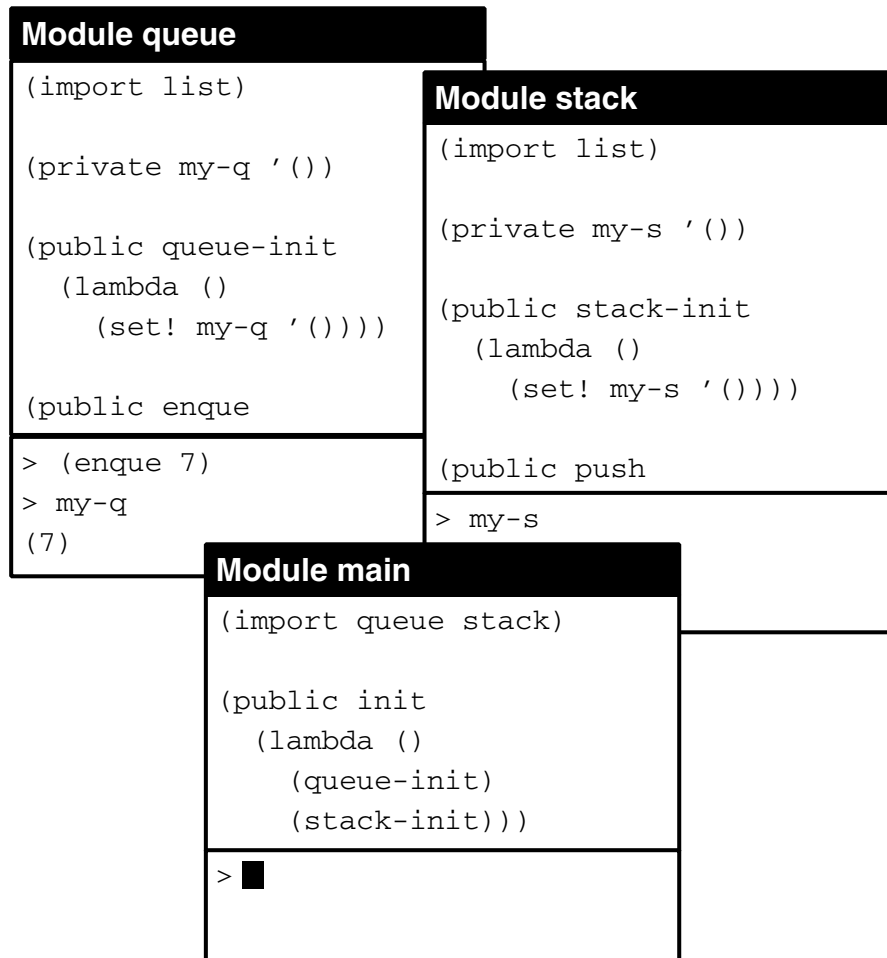 Module queue
(import list)
(private my-q ’())
(public queue-init
(lambda ()
(set! my-q ’())))
(public enque
> (enque 7)
> my-q
(7)
Module stack
(import list)
(private my-s ’())
(public stack-init
(lambda ()
(set! my-s ’())))
(public push
> my-s
Module main
(import queue stack)
(public init
(lambda ()
(queue-init)
(stack-init)))
>